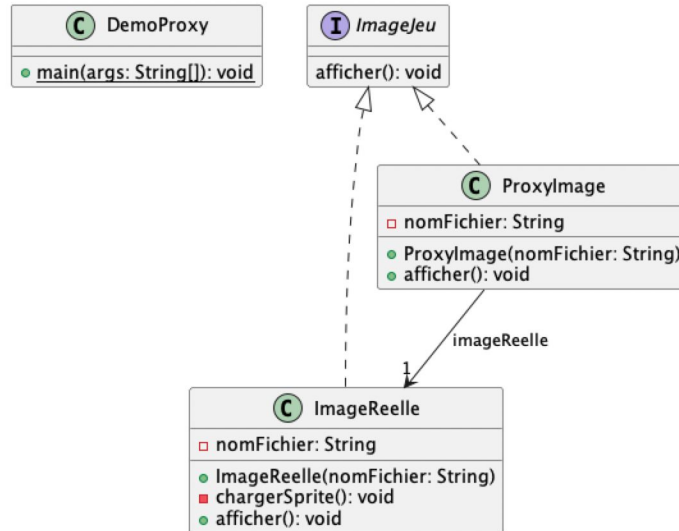 C DemoProxy
main(args: String[]): void
I ImageJeu
afficher(): void
C ProxyImage
nomFichier: String
ProxyImage(nomFichier: String)
afficher(): void
imageReelle
1
C ImageReelle
nomFichier: String
ImageReelle(nomFichier: String)
chargerSprite(): void
afficher(): void